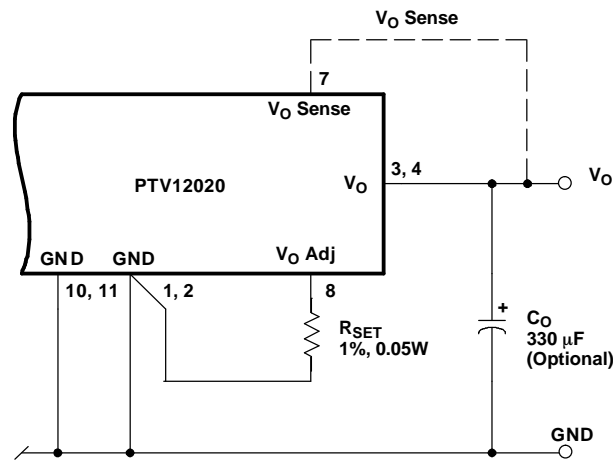 VO Sense
7
VO Sense
PTV12020
3, 4
VO
VO
GND
GND
VO Adj
10, 11
1, 2
8
RSET
1%, 0.05W
+
CO
330 μF
(Optional)
GND